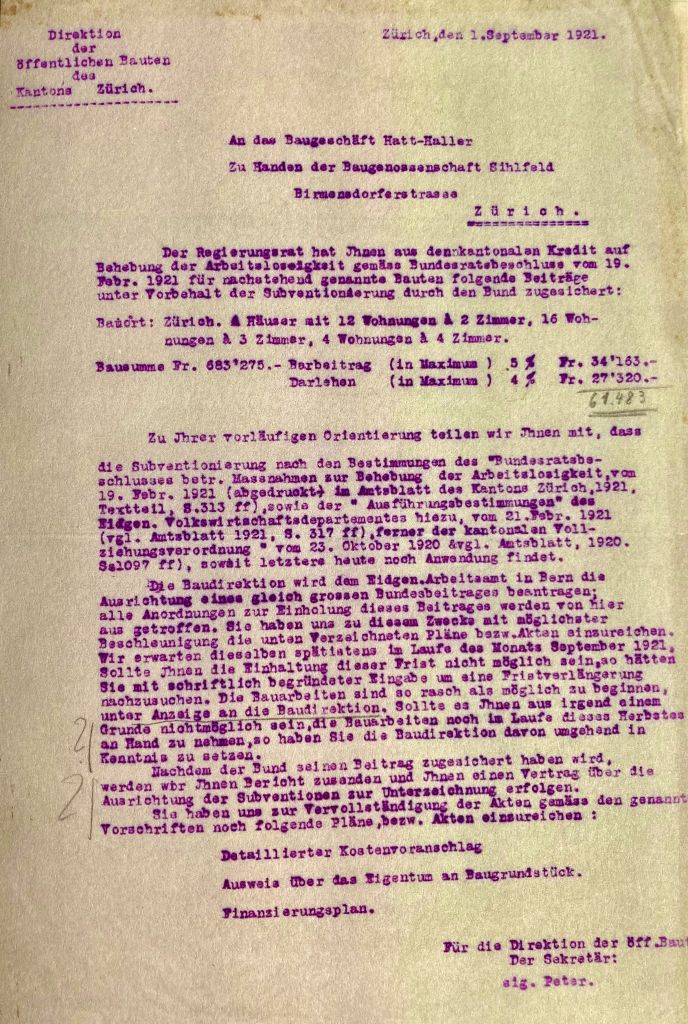 Direktion
der
öffentlichen Bauten
des
Kantons Zürich.
Zürich,den 1.September 1921.
An das Baugeschäft Hatt-Haller
Zu Handen der Baugenossenschaft Sihlfeld
Birmensdorferstrasse
Zürich.
Der Regierungsrat hat Jhnen aus dennkantonalen Kredit auf
Behebung der Arbeitslosigkeit gemäss Bundesratsbeschluss vom 19.
Febr. 1921 für nachstehend genannte Bauten folgende Beiträge
unter Vorbehalt der Subventionierung durch den Bund zugesichert:
Bauort: Zürich. 4 Häuser mit 12 Wohnungen à 2 Zimmer, 16 Woh-
nungen à 3 Zimmer, 4 Wohnungen à 4 Zimmer.
Bausumme Fr. 683'275.- Barbeitrag (in Maximum ) 5 % Fr. 34'163.-
Darlehen (in Maximum ) 4 % Fr. 27'320.-
61.483
Zu Jhrer vorläufigen Orientierung teilen wir Jhnen mit, dass
die Subventionierung nach den Bestimmungen des "Bundesratsbe-
schlusses betr. Massnahmen zur Behebung der Arbeitslosigkeit,vom
19. Febr. 1921 (abgedruckt) im Amtsblatt des Kantons Zürich,1921,
Textteil, S.313 ff),sowie der " Ausführungsbestimmungen" des
Eidgen. Volkswirtschaftsdepartementes hiezu, vom 21.Febr. 1921
(vgl. Amtsblatt 1921, S. 317 ff),ferner der kantonalen Voll-
ziehungsverordnung " vom 23. Oktober 1920 &vgl. Amtsblatt, 1920.
Ss1097 ff), soweit letztere heute noch Anwendung findet.
Die Baudirektion wird dem Eidgen.Arbeitsamt in Bern die
Ausrichtung eines gleich grossen Bundesbeitrages beantragen;
alle Anordnungen zur Einholung dieses Beitrages werden von hier
aus getroffen. Sie haben uns zu diesem Zwecke mit möglichster
Beschleunigung die unten Verzeichneten Pläne bezw.Akten einzureichen.
Wir erwarten dieselben spätistens im Laufe des Monats September 1921,
Sollte Jhnen die Einhaltung dieser Frist nicht möglich sein,so hätten
Sie mit schriftlich begründeter Eingabe um eine Fristverlängerung
nachzusuchen. Die Bauarbeiten sind so rasch als möglich zu beginnen,
unter Anzeige an die Baudirektion. Sollte es Jhnen aus irgend einem
Grunde nichtmöglich sein,die Bauarbeiten noch im Laufe dieses Herbstes
an Hand zu nehmen,so haben Sie die Baudirektion davon umgehend in
Kenntnis zu setzen.
Nachdem der Bund seinen Beitrag zugesichert haben wird,
werden wbr Jhnen Bericht zusenden und Jhnen einen Vertrag über die
Ausrichtung der Subventionen zur Unterzeichnung erfolgen.
Sie haben uns zur Vervollständigung der Akten gemäss den genannt
Vorschriften noch folgende Pläne,bezw. Akten einzureichen :
Detaillierter Kostenvoranschlag
Ausweis über das Eigentum an Baugrundstück.
Finanzierungsplan.
Für die Direktion der öff.Baut
Der Sekretär:
sig. Peter.